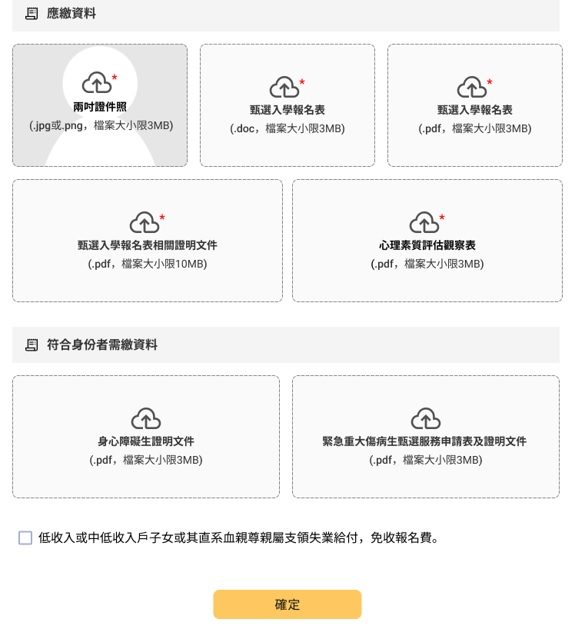 應繳資料
*
兩吋證件照
(.jpg或.png，檔案大小限3MB)
*
甄選入學報名表
(.doc，檔案大小限3MB)
*
甄選入學報名表
(.pdf，檔案大小限3MB)
*
甄選入學報名表相關證明文件
(.pdf，檔案大小限10MB)
*
心理素質評估觀察表
(.pdf，檔案大小限3MB)
符合身份者需繳資料
身心障礙生證明文件
(.pdf，檔案大小限3MB)
緊急重大傷病生甄選服務申請表及證明文件
(.pdf，檔案大小限3MB)
低收入或中低收入戶子女或其直系血親尊親屬支領失業給付，免收報名費。
確定